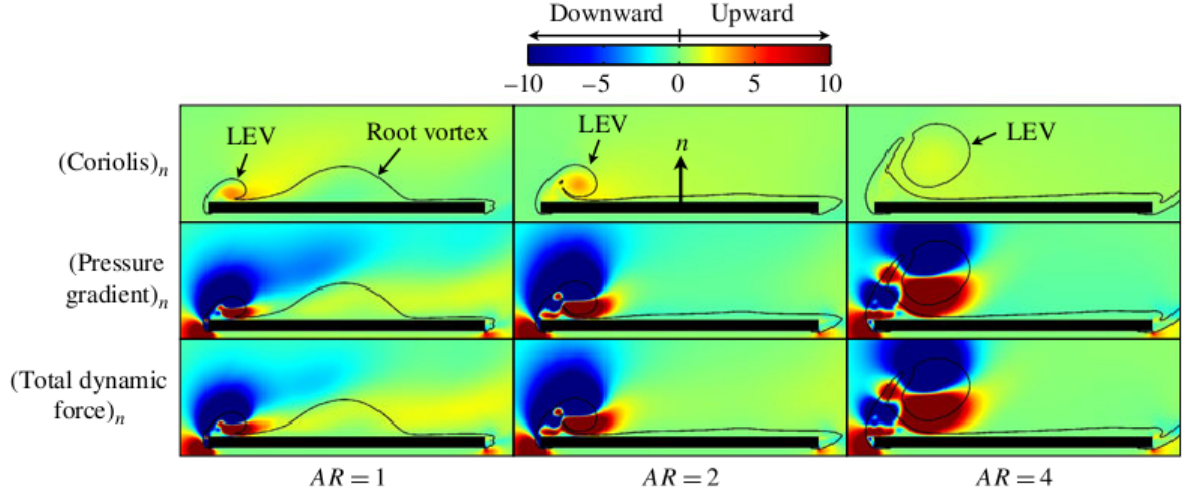 Downward Upward
−10 −5 0 5 10
(Coriolis)n
LEV
Root vortex
LEV
n
LEV
(Pressure
gradient)n
(Total dynamic
force)n
AR = 1 AR = 2 AR = 4